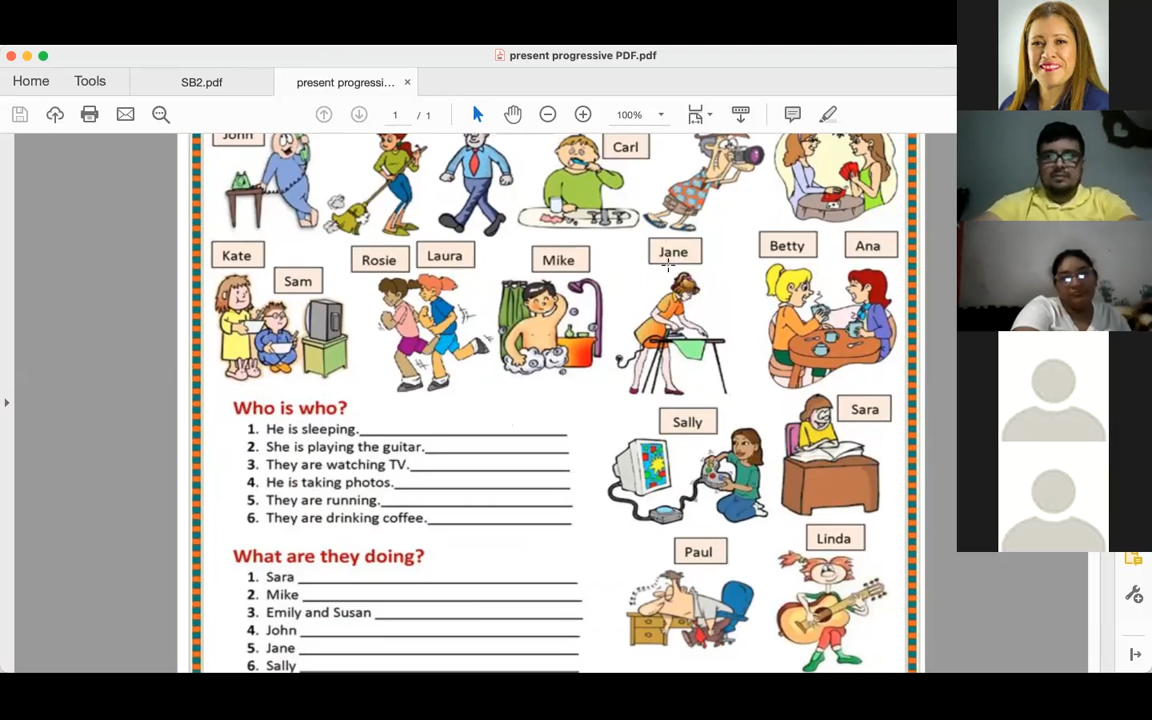 present progressive PDF.pdf
Home Tools SB2.pdf present progressi... ×
1 / 1 100%
John
Carl
Kate Rosie Laura Mike Jane Betty Ana
Sam
Who is who?
1. He is sleeping.
2. She is playing the guitar.
3. They are watching TV.
4. He is taking photos.
5. They are running.
6. They are drinking coffee.
Sally
Sara
What are they doing?
1. Sara
2. Mike
3. Emily and Susan
4. John
5. Jane
6. Sally
Paul
Linda